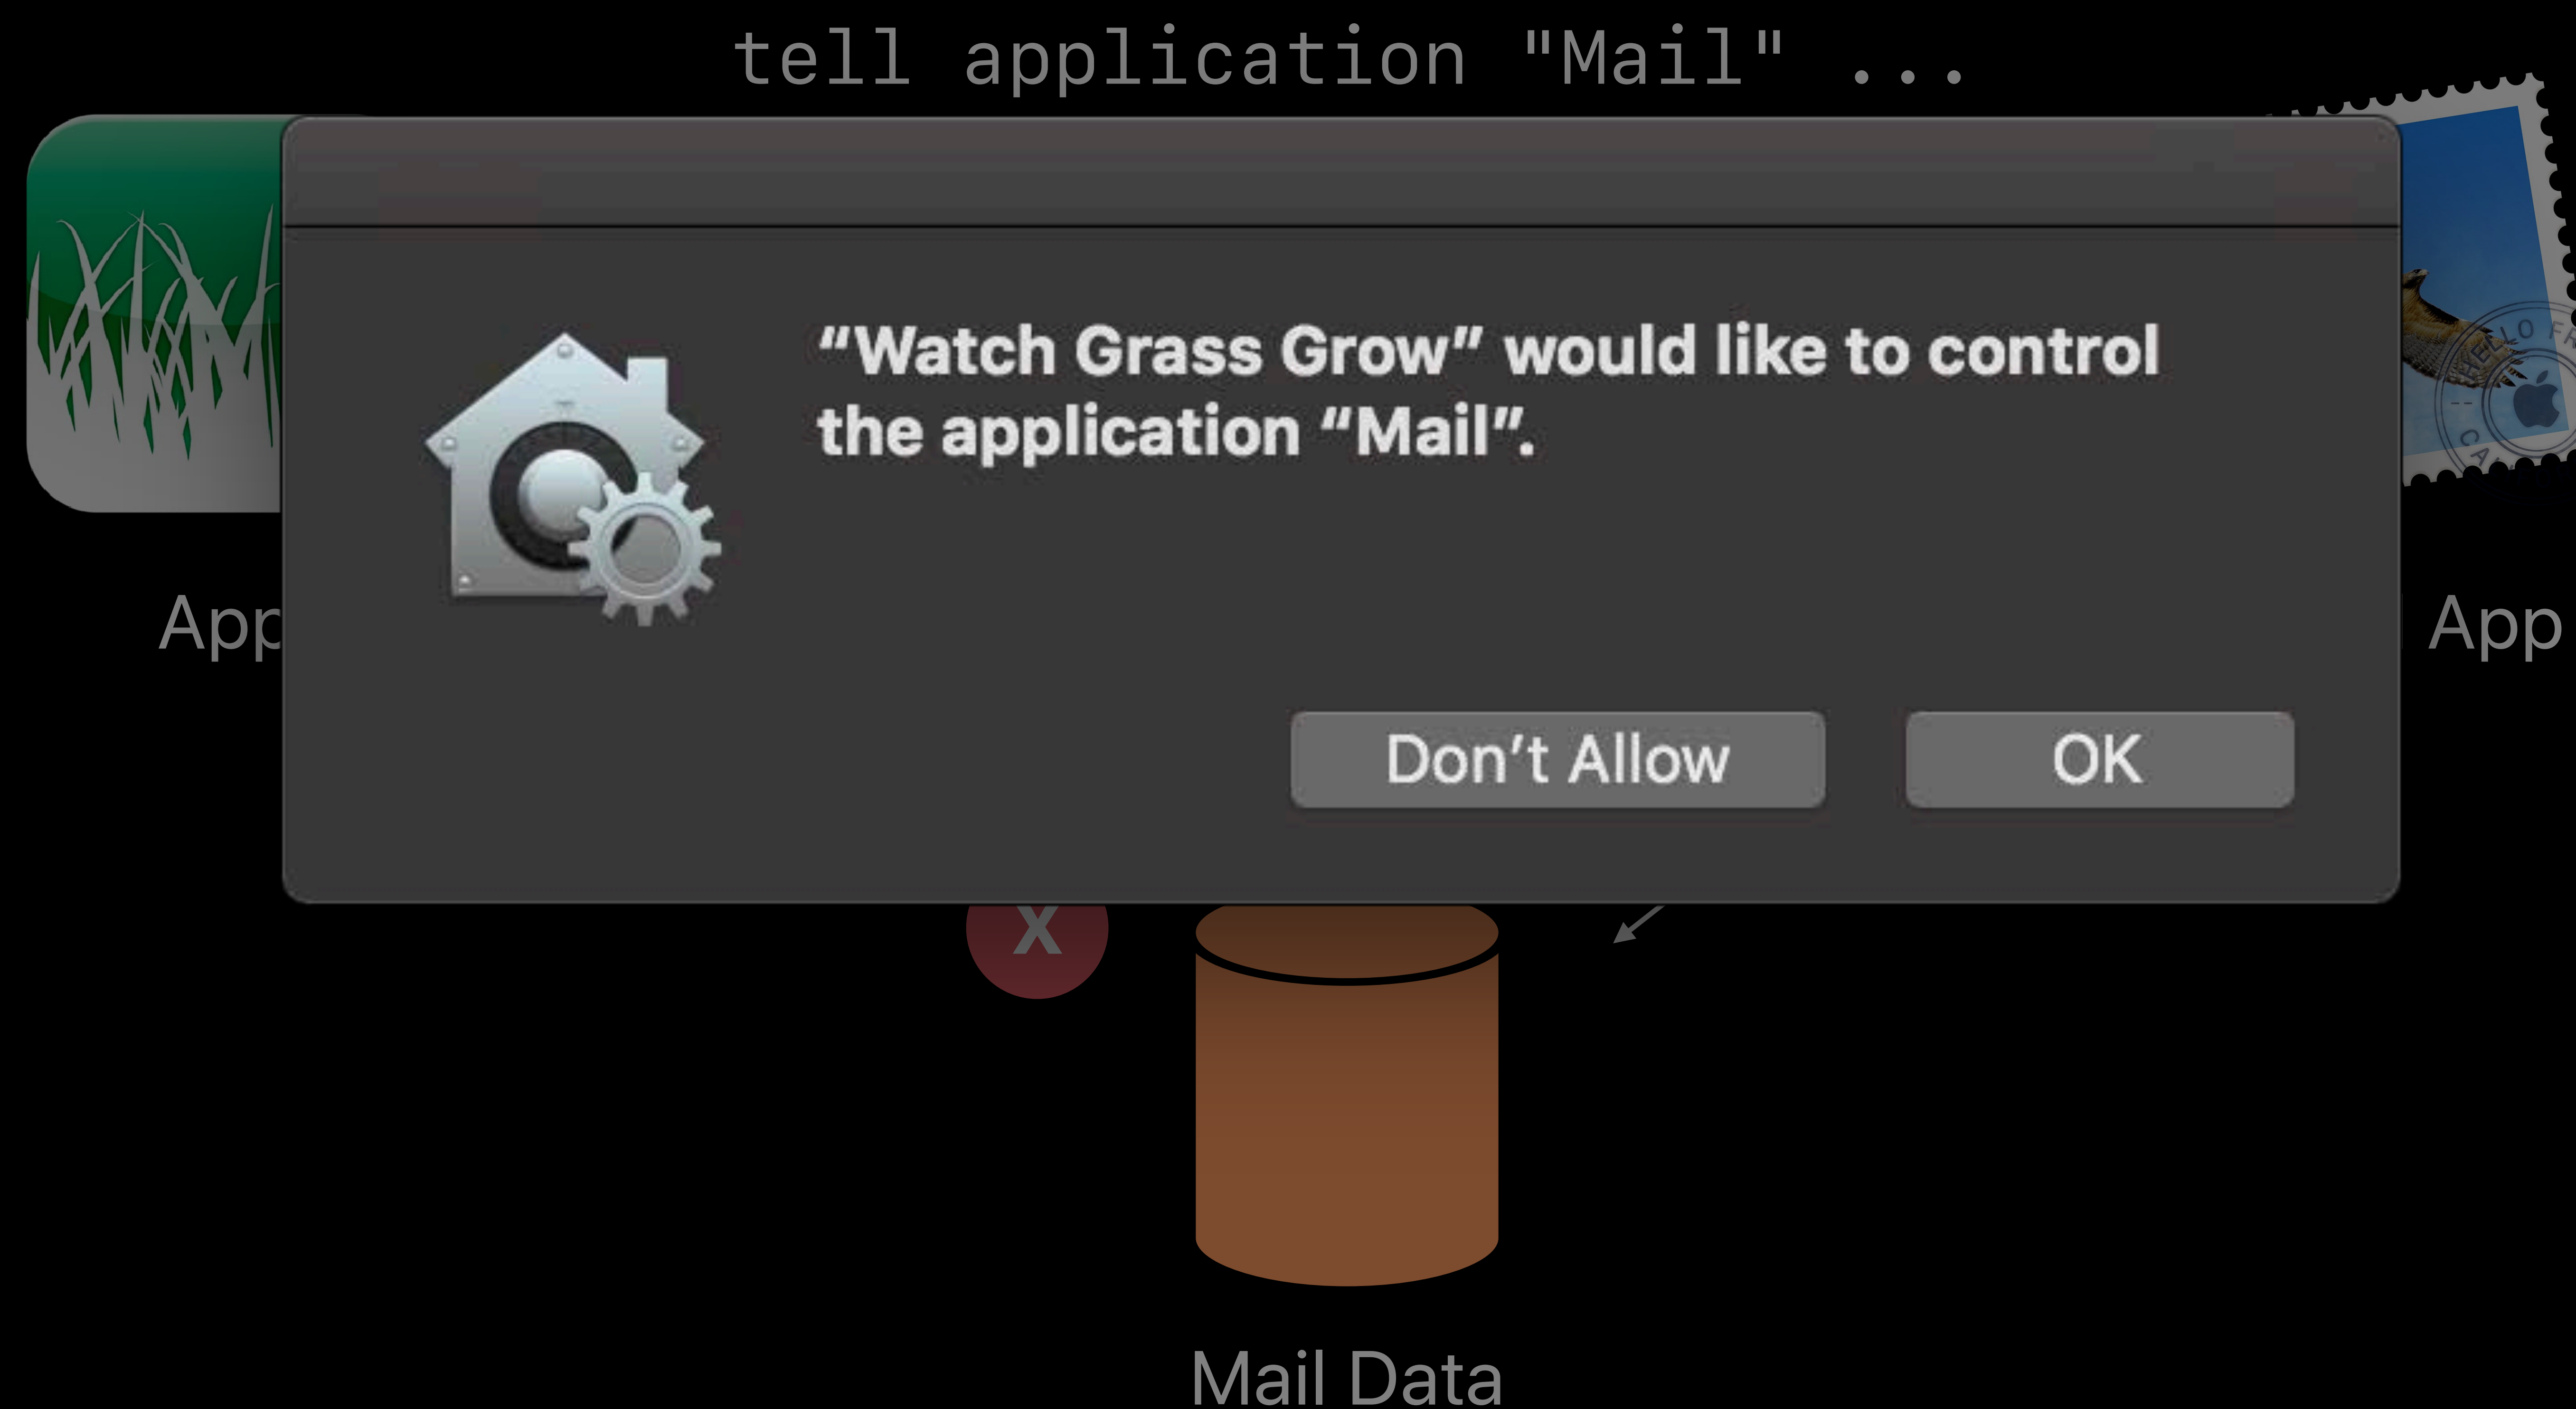 tell application "Mail" ...
“Watch Grass Grow” would like to control
the application “Mail”.
App
App
Don’t Allow
OK
X
Mail Data